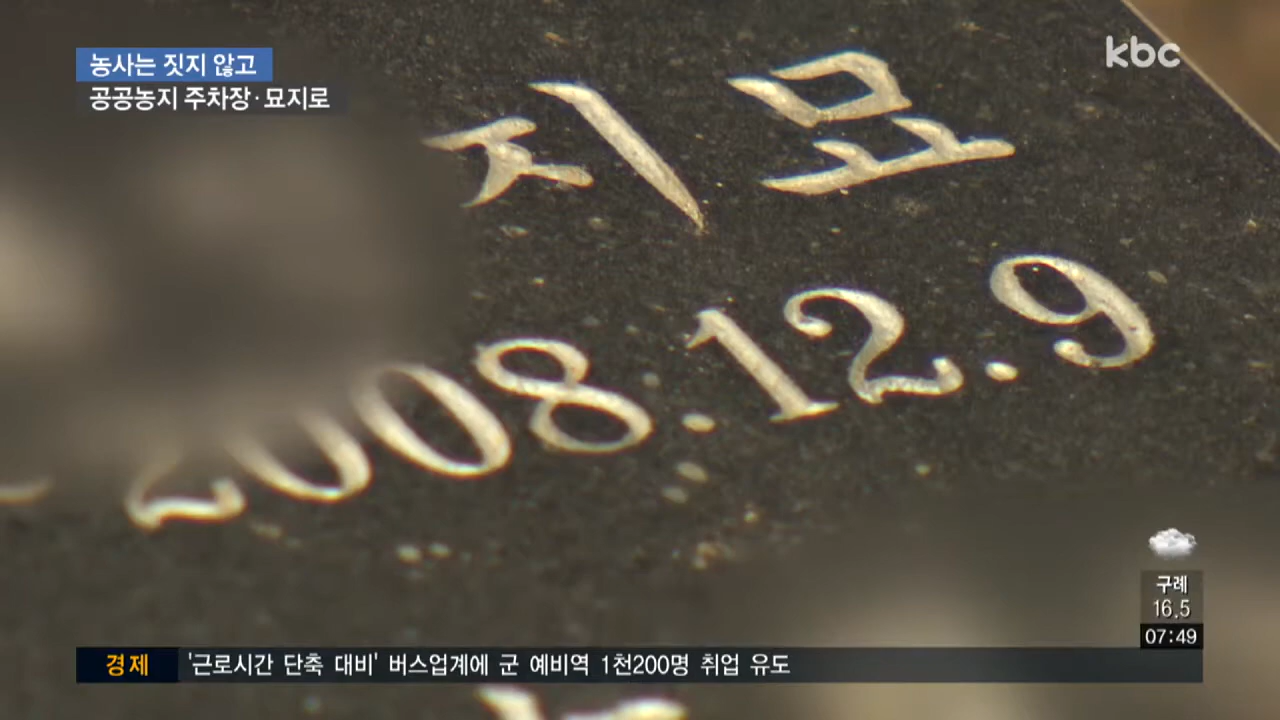 농사는 짓지 않고
공공농지 주차장·묘지로
kbc
지묘
2008.12.9
구례
16.5
07:49
경제 '근로시간 단축 대비' 버스업계에 군 예비역 1천200명 취업 유도